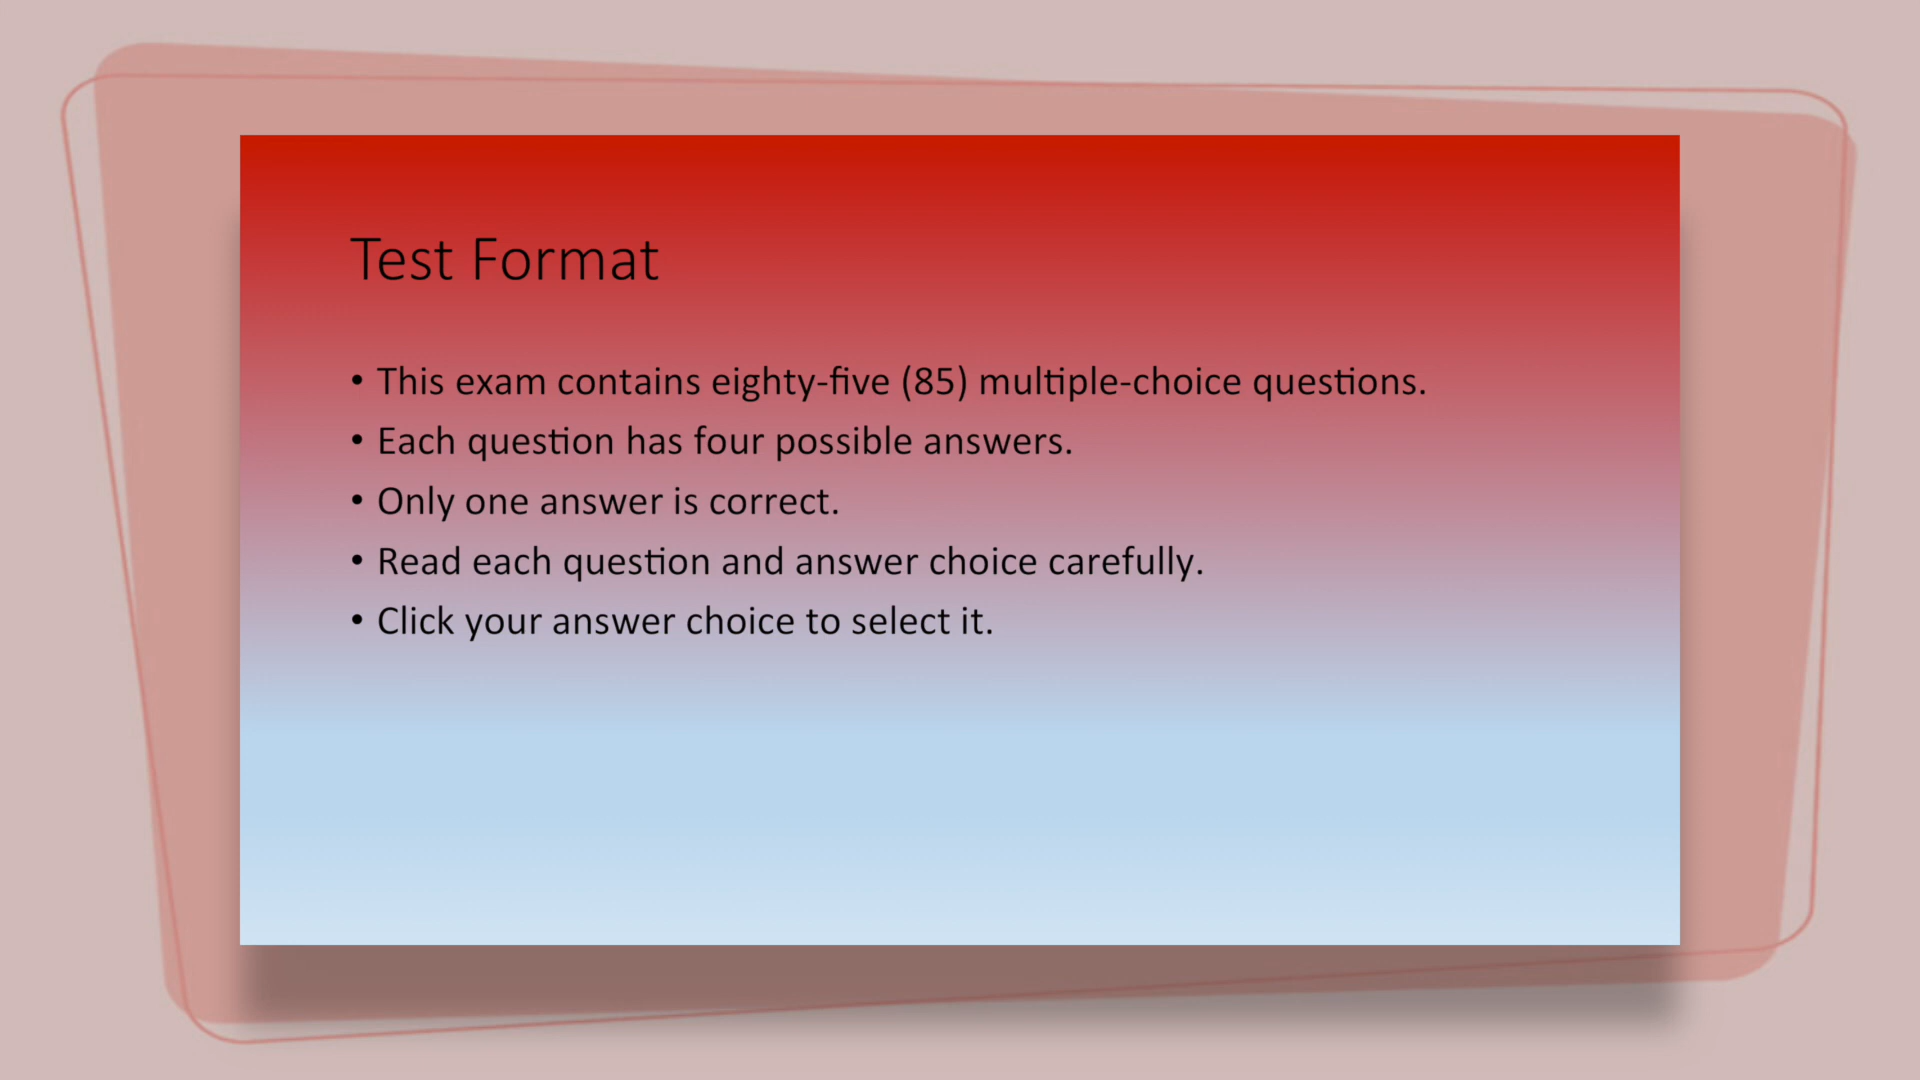 Test Format
• This exam contains eighty-five (85) multiple-choice questions.
• Each question has four possible answers.
• Only one answer is correct.
• Read each question and answer choice carefully.
• Click your answer choice to select it.